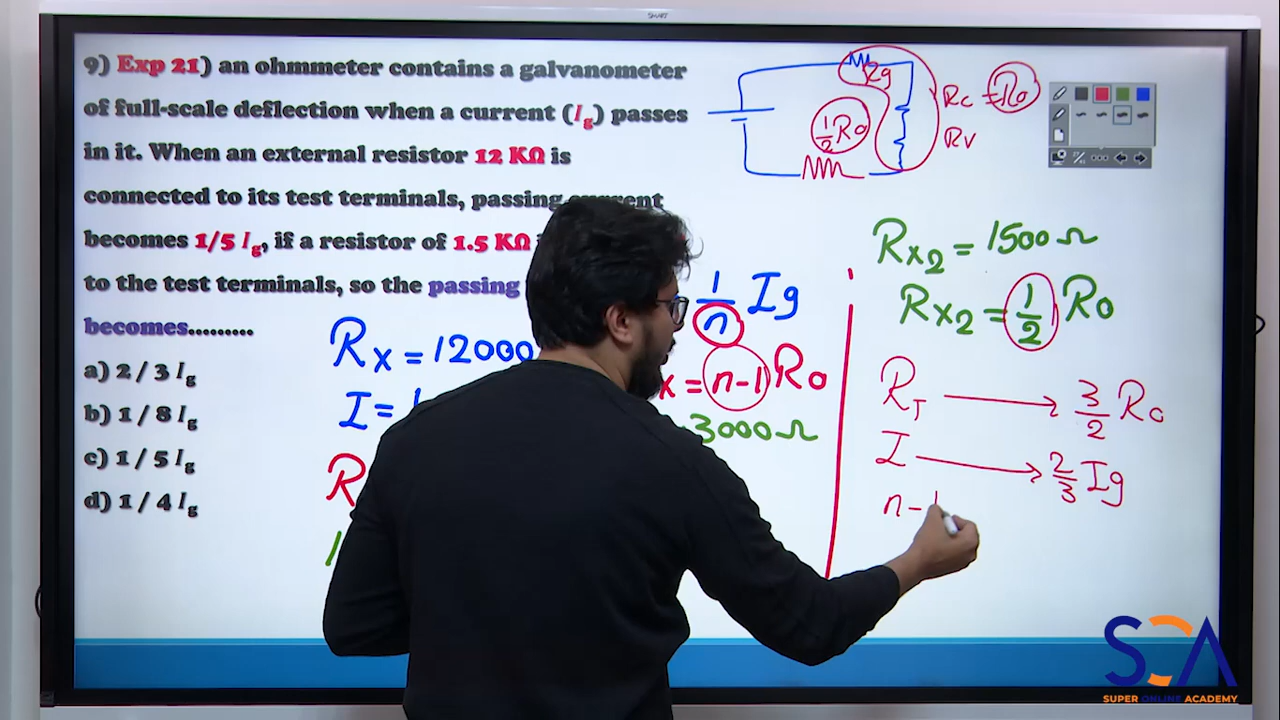 SMART
9) Exp 21) an ohmmeter contains a galvanometer
of full-scale deflection when a current (Ig) passes
in it. When an external resistor 12 KΩ is
connected to its test terminals, passing current
becomes 1/5 Ig, if a resistor of 1.5 KΩ
to the test terminals, so the passing
becomes.........
a) 2 / 3 Ig
b) 1 / 8 Ig
c) 1 / 5 Ig
d) 1 / 4 Ig
Rx = 12000
I =
R
1/n Ig
x = n-1 Ro
3000 Ω
Rg
Rc = Ro
Rv
1/2 Ro
Rx2 = 1500 Ω
Rx2 = 1/2 Ro
RT → 3/2 Ro
I → 2/3 Ig
n-1
SOA
SUPER ONLINE ACADEMY